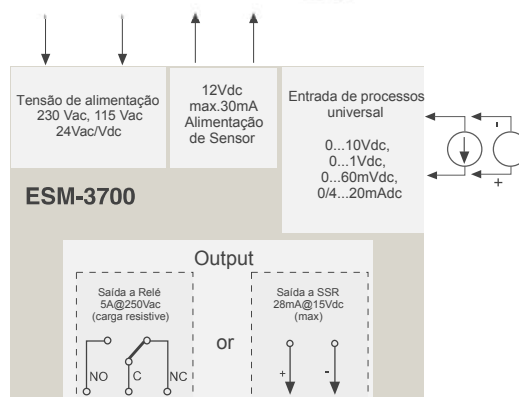 Tensão de alimentação
230 Vac, 115 Vac
24Vac/Vdc
12Vdc
max.30mA
Alimentação
de Sensor
Entrada de processos
universal
0...10Vdc,
0...1Vdc,
0...60mVdc,
0/4...20mAdc
-
+
ESM-3700
Output
Saída a Relé
5A@250Vac
(carga resistive)
NO
C
NC
or
Saída a SSR
28mA@15Vdc
(max)
+
-